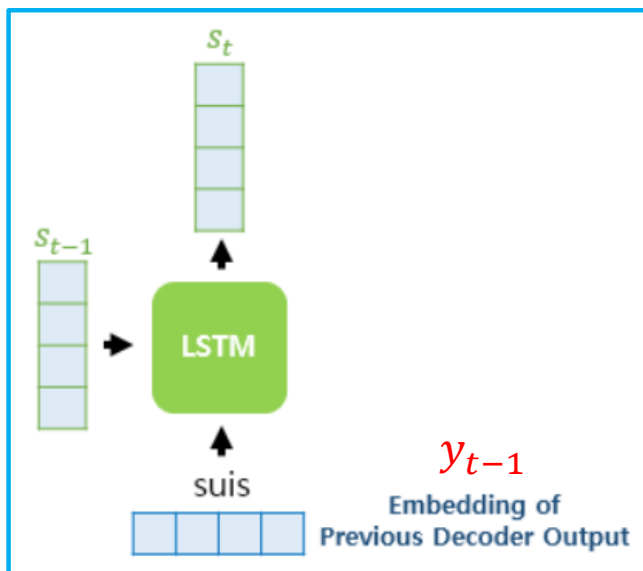 s_t
s_{t-1}
LSTM
suis
y_{t-1}
Embedding of
Previous Decoder Output